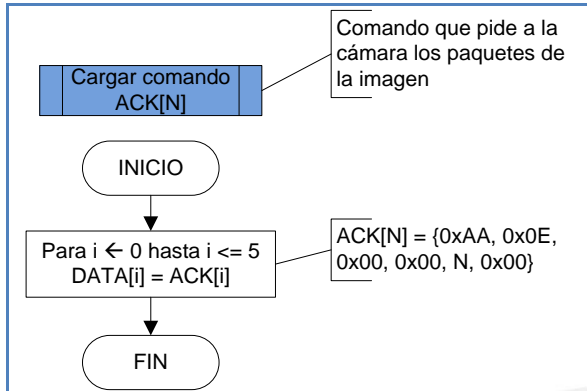 Cargar comando
ACK[N]
Comando que pide a la
cámara los paquetes de
la imagen
INICIO
Para i ← 0 hasta i <= 5
DATA[i] = ACK[i]
ACK[N] = {0xAA, 0x0E,
0x00, 0x00, N, 0x00}
FIN